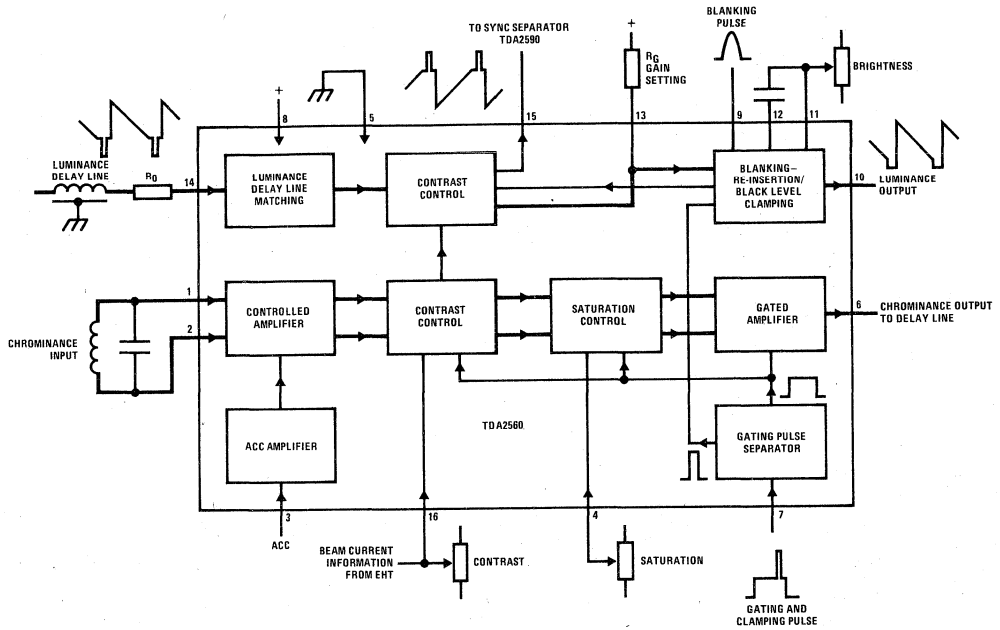 BLANKING
PULSE
TO SYNC SEPARATOR
TDA2590
+
RG
GAIN
SETTING
BRIGHTNESS
+
8
5
15
13
9
12
11
LUMINANCE
DELAY LINE
RO
14
LUMINANCE
DELAY LINE
MATCHING
CONTRAST
CONTROL
BLANKING–
RE-INSERTION/
BLACK LEVEL
CLAMPING
10
LUMINANCE
OUTPUT
1
2
CHROMINANCE
INPUT
CONTROLLED
AMPLIFIER
CONTRAST
CONTROL
SATURATION
CONTROL
GATED
AMPLIFIER
6
CHROMINANCE OUTPUT
TO DELAY LINE
ACC AMPLIFIER
TDA2560
GATING PULSE
SEPARATOR
3
16
4
7
ACC
BEAM CURRENT
INFORMATION
FROM EHT
CONTRAST
SATURATION
GATING AND
CLAMPING PULSE